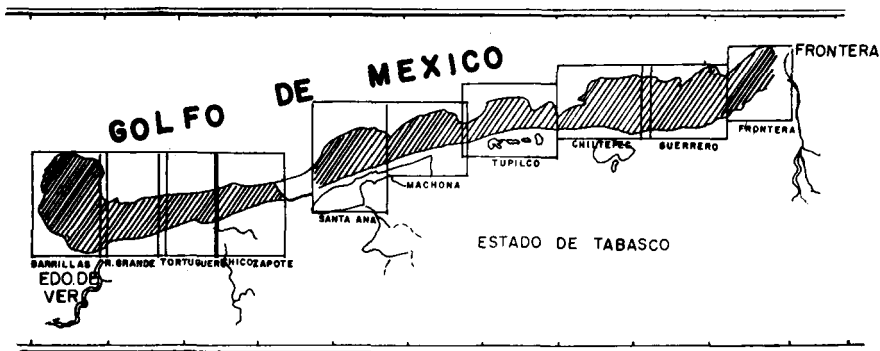 GOLFO DE MEXICO
FRONTERA
FRONTERA
GUERRERO
CHILTEPEC
TUPILCO
MACHONA
SANTA ANA
ESTADO DE TABASCO
BARRILLAS R. GRANDE TORTUGUERO CHICOZAPOTE
EDO. DE
VER